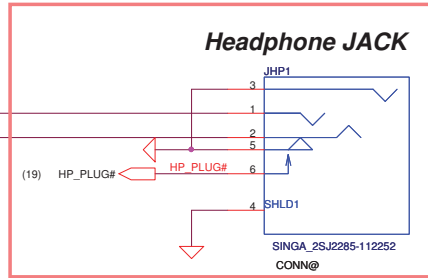 Headphone JACK
JHP1
3
1
2
5
(19) HP_PLUG# HP_PLUG# 6
4 SHLD1
SINGA_2SJ2285-112252
CONN@